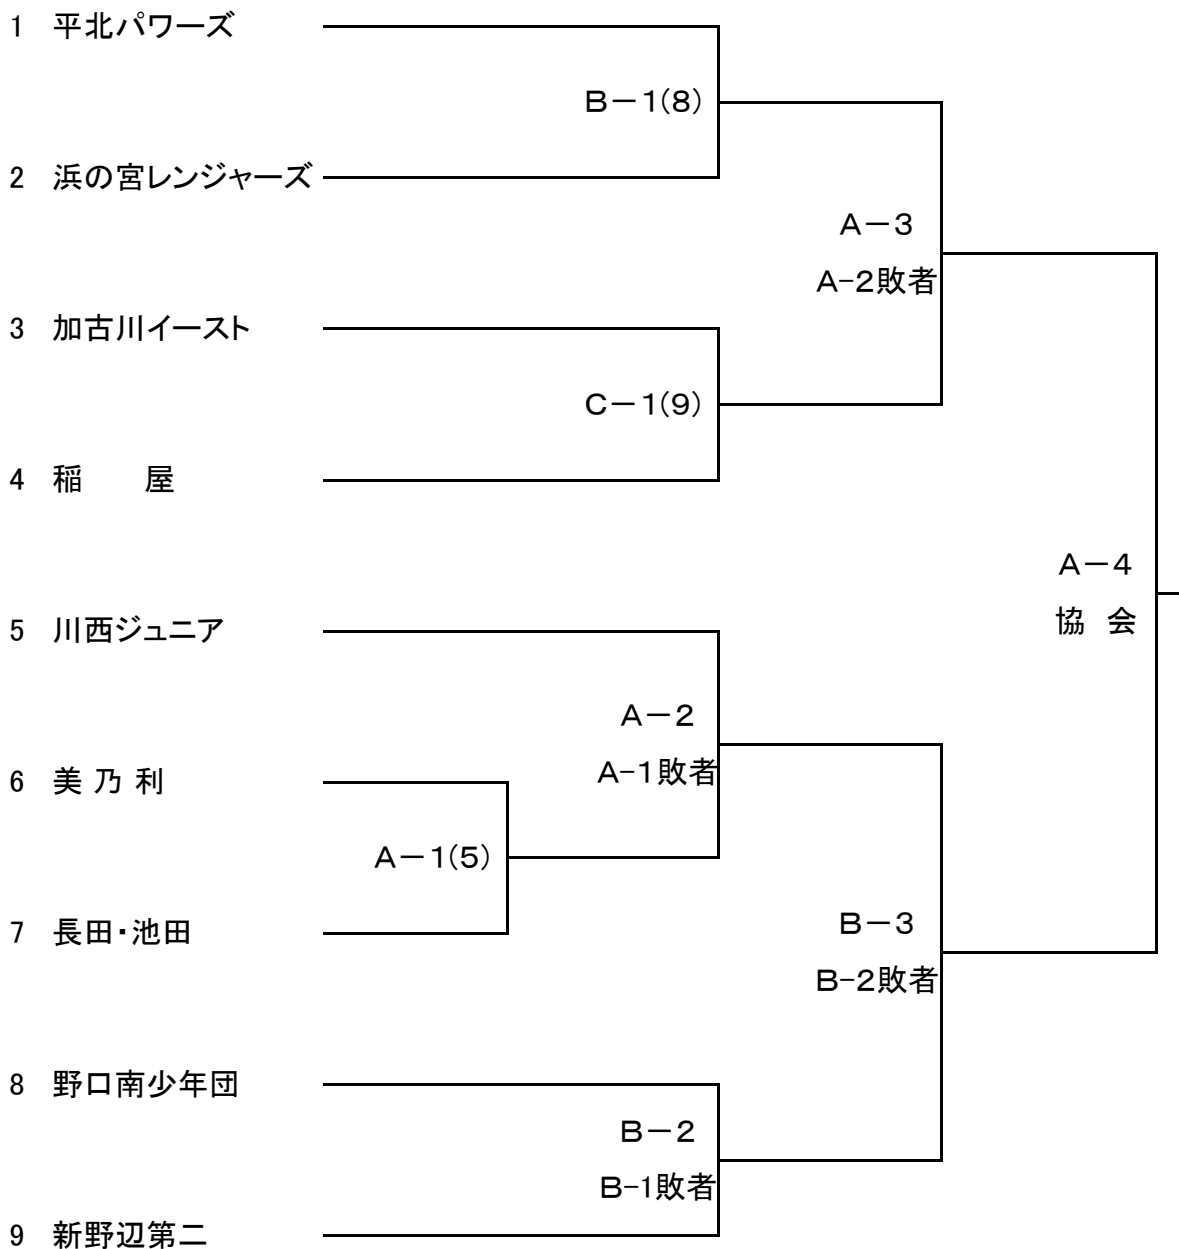 1 平北パワーズ
B－1(8)
2 浜の宮レンジャーズ
A－3
A-2敗者
3 加古川イースト
C－1(9)
4 稲　　屋
A－4
協　会
5 川西ジュニア
A－2
A-1敗者
6 美 乃 利
A－1(5)
7 長田・池田
B－3
B-2敗者
8 野口南少年団
B－2
B-1敗者
9 新野辺第二